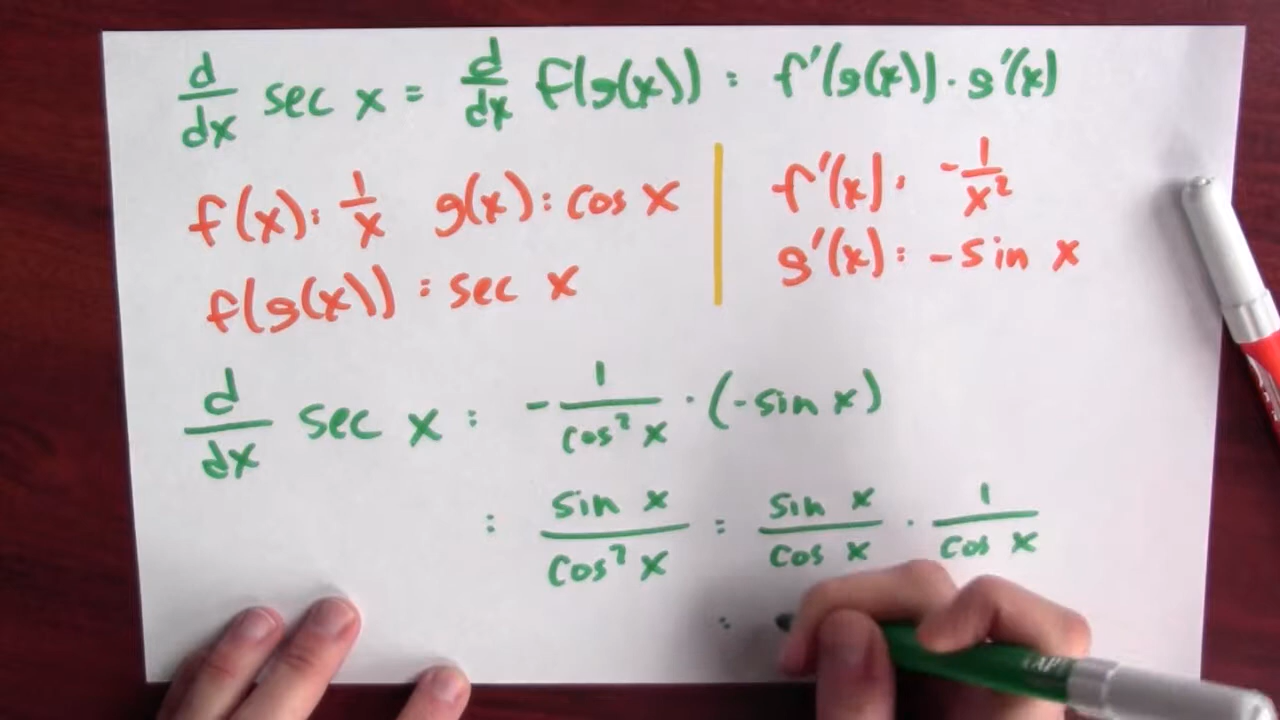 d/dx sec x = d/dx f(g(x)) = f'(g(x)) · g'(x)
f(x) = 1/x g(x) = cos x
f'(x) = -1/x²
f(g(x)) = sec x
g'(x) = -sin x
d/dx sec x = -1/cos² x · (-sin x)
= sin x/cos² x = sin x/cos x · 1/cos x
=